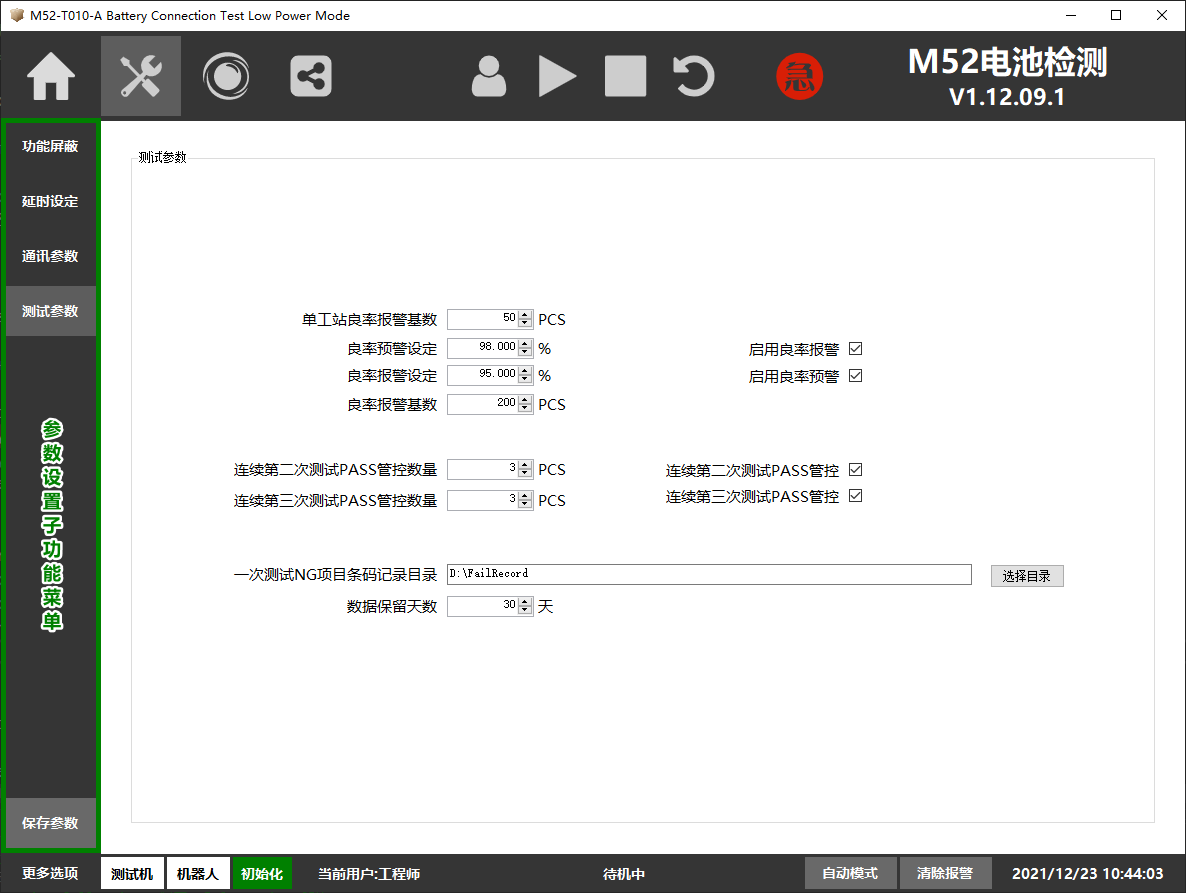 M52-T010-A Battery Connection Test Low Power Mode
急
M52电池检测
V1.12.09.1
功能屏蔽
延时设定
通讯参数
测试参数
参数设置子功能菜单
保存参数
测试参数
单工站良率报警基数 50 PCS
良率预警设定 98.000 %
启用良率报警
良率报警设定 95.000 %
启用良率预警
良率报警基数 200 PCS
连续第二次测试PASS管控数量 3 PCS
连续第二次测试PASS管控
连续第三次测试PASS管控数量 3 PCS
连续第三次测试PASS管控
一次测试NG项目条码记录目录 D:\FailRecord 选择目录
数据保留天数 30 天
更多选项 测试机 机器人 初始化 当前用户:工程师 待机中 自动模式 清除报警 2021/12/23 10:44:03